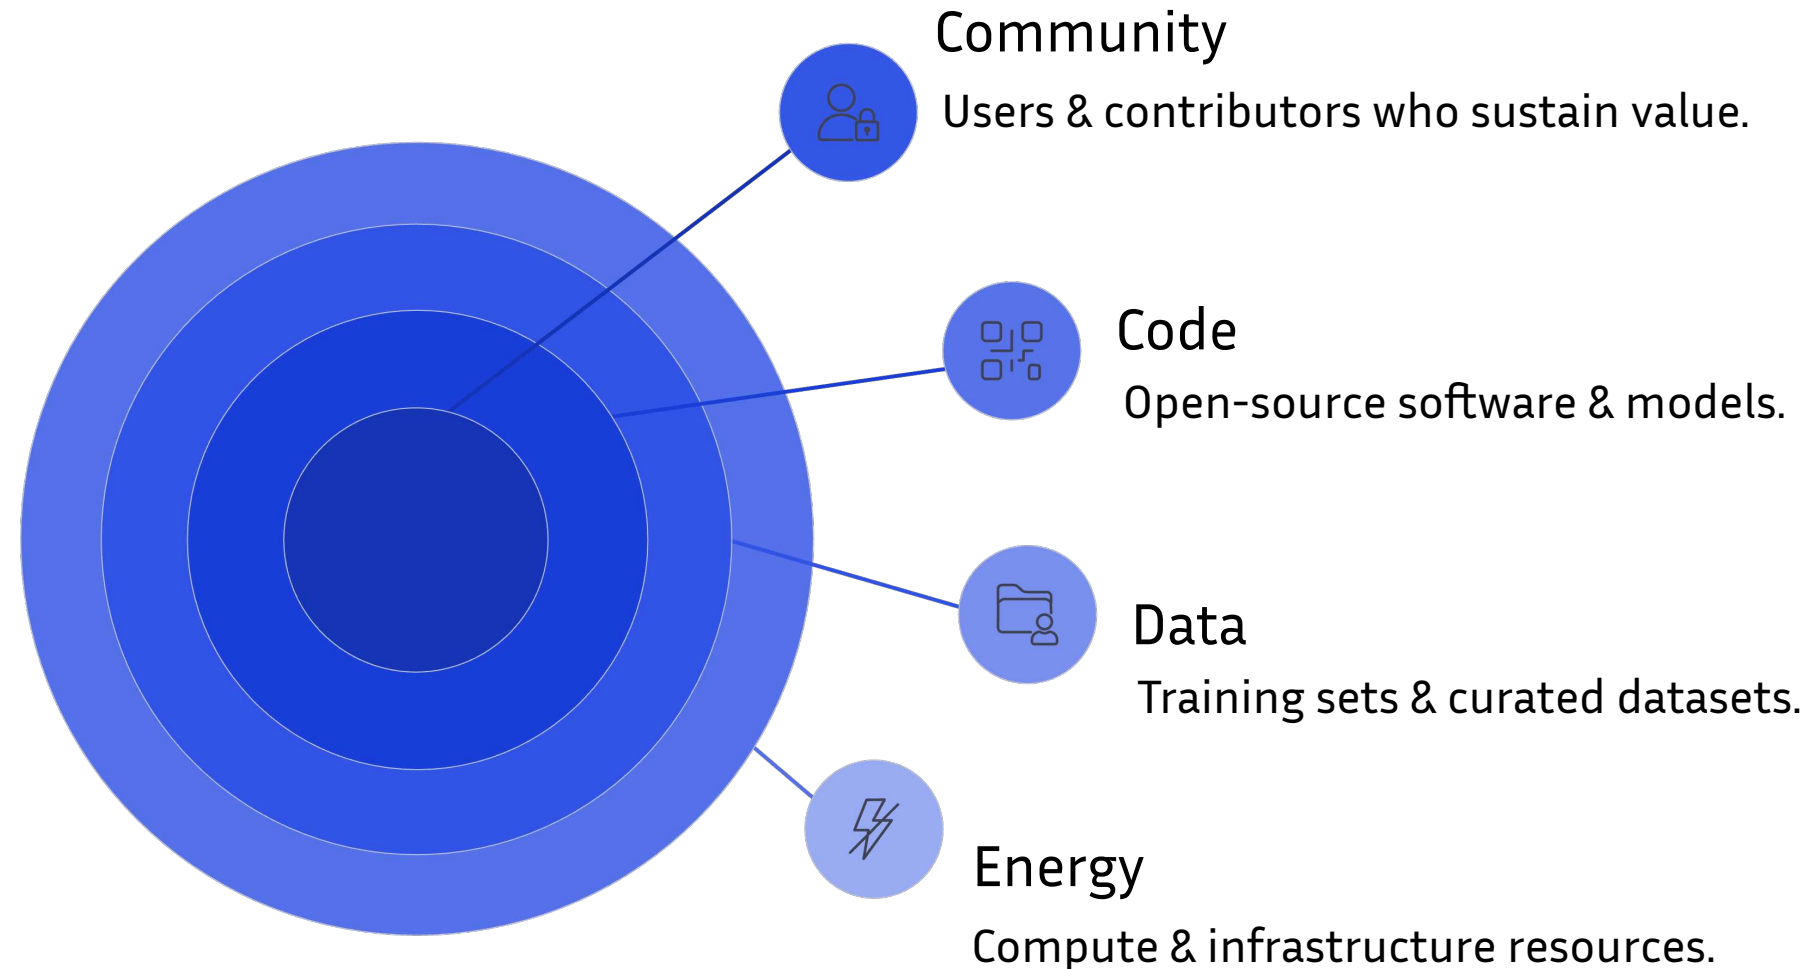 Community
Users & contributors who sustain value.
Code
Open-source software & models.
Data
Training sets & curated datasets.
Energy
Compute & infrastructure resources.